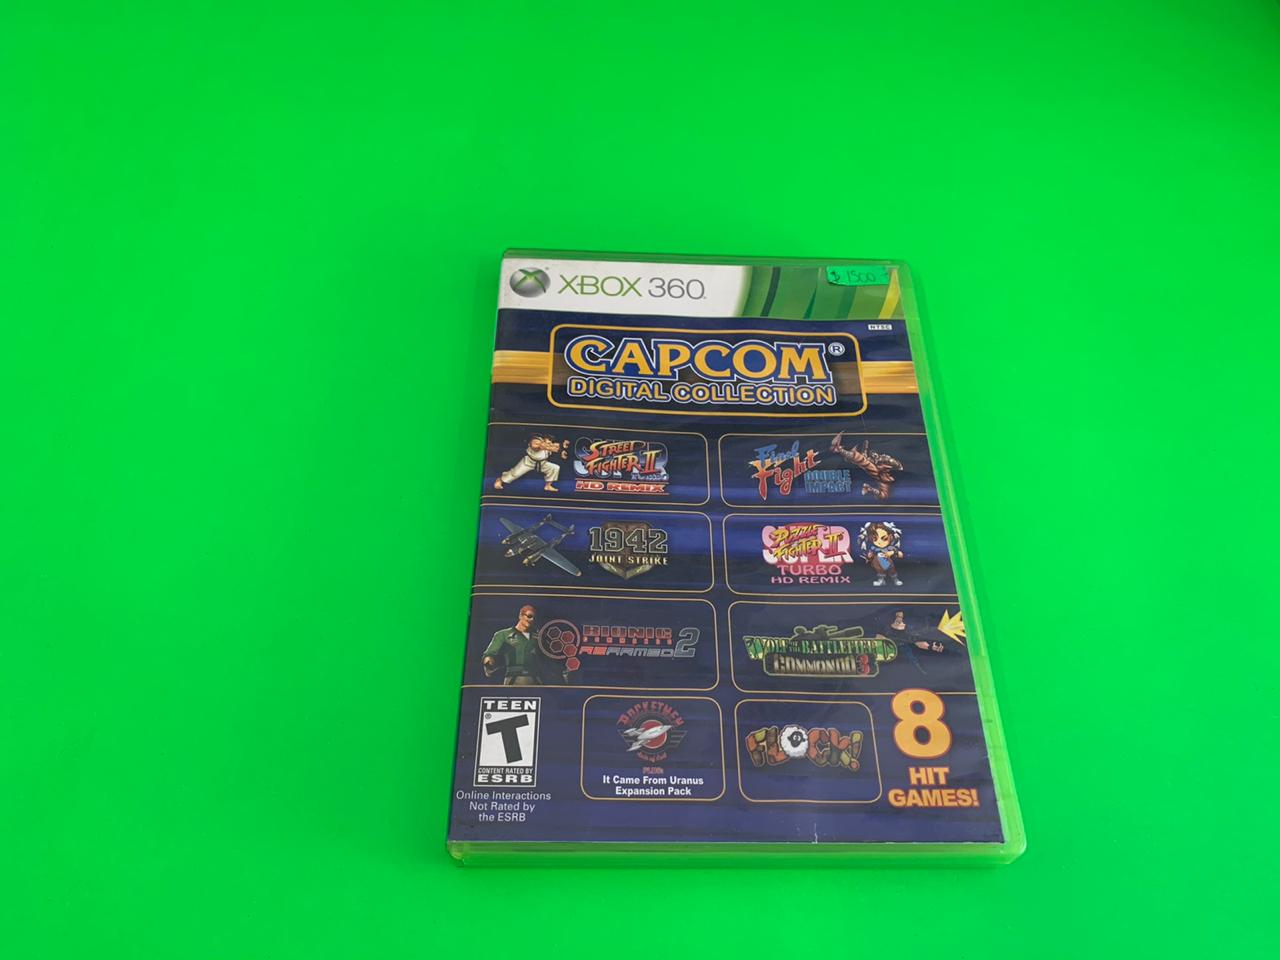 XBOX 360.
$ 1500
NTSC
CAPCOM®
DIGITAL COLLECTION
SUPER
STREET
FIGHTER II
TURBO
HD REMIX
Final
Fight
DOUBLE
IMPACT
1942
JOINT STRIKE
SUPER
PUZZLE
FIGHTER II
TURBO
HD REMIX
BIONIC
COMMANDO
REARMED 2
WOLF OF THE BATTLEFIELD
COMMANDO 3
TEEN
T
®
CONTENT RATED BY
ESRB
Online Interactions
Not Rated by
the ESRB
ROCKETMEN
PLUS:
It Came From Uranus
Expansion Pack
FLOCK!
8
HIT
GAMES!